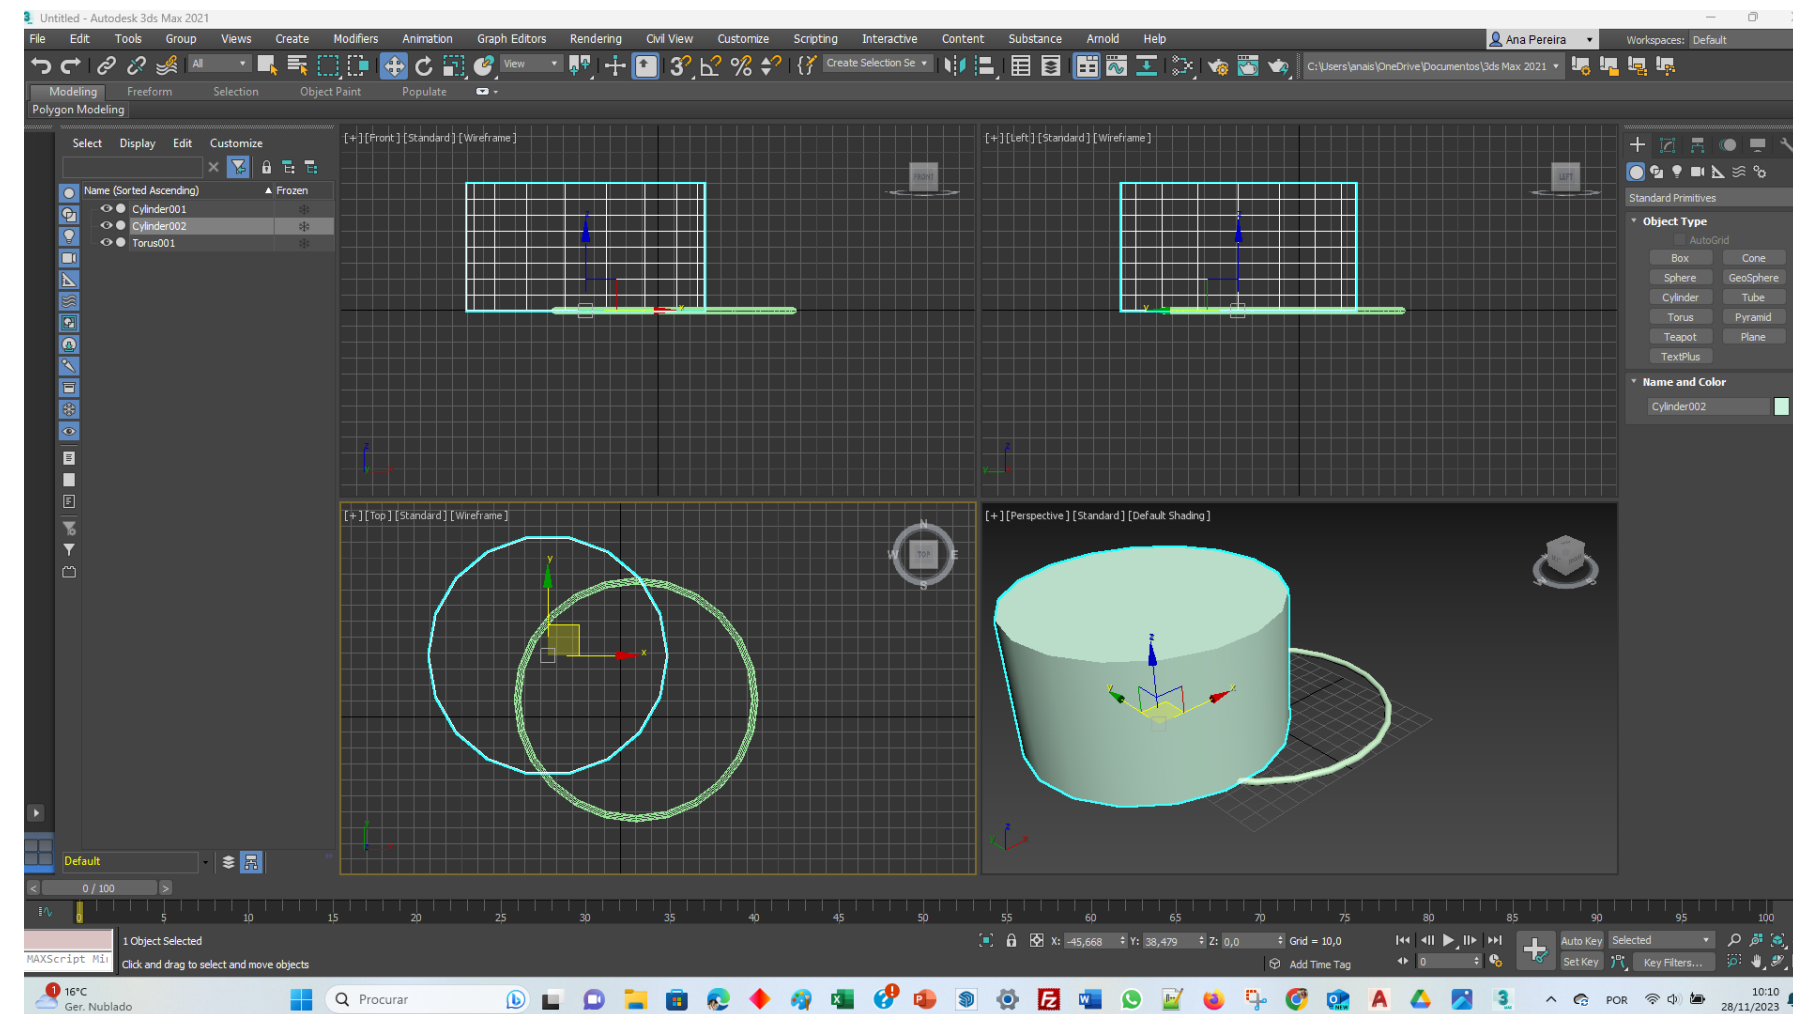 Untitled - Autodesk 3ds Max 2021
File Edit Tools Group Views Create Modifiers Animation Graph Editors Rendering Civil View Customize Scripting Interactive Content Substance Arnold Help Ana Pereira Workspaces: Default
All View Create Selection Se C:\Users\anais\OneDrive\Documentos\3ds Max 2021
Modeling Freeform Selection Object Paint Populate
Polygon Modeling
Select Display Edit Customize
Name (Sorted Ascending) Frozen
Cylinder001
Cylinder002
Torus001
Default
[+][Front][Standard][Wireframe]
FRONT
z
x
z
[+][Left][Standard][Wireframe]
LEFT
z
y
z
y
[+][Top][Standard][Wireframe]
N
W TOP E
S
y
x
[+][Perspective][Standard][Default Shading]
z
y x
z
x
Standard Primitives
Object Type
AutoGrid
Box Cone
Sphere GeoSphere
Cylinder Tube
Torus Pyramid
Teapot Plane
TextPlus
Name and Color
Cylinder002
< 0 / 100 >
0 5 10 15 20 25 30 35 40 45 50 55 60 65 70 75 80 85 90 95 100
1 Object Selected X: -45,668 Y: 38,479 Z: 0,0 Grid = 10,0 Auto Key Selected
MAXScript Mi Click and drag to select and move objects Add Time Tag 0 Set Key Key Filters...
1 16°C
Ger. Nublado
Procurar
POR
10:10
28/11/2023